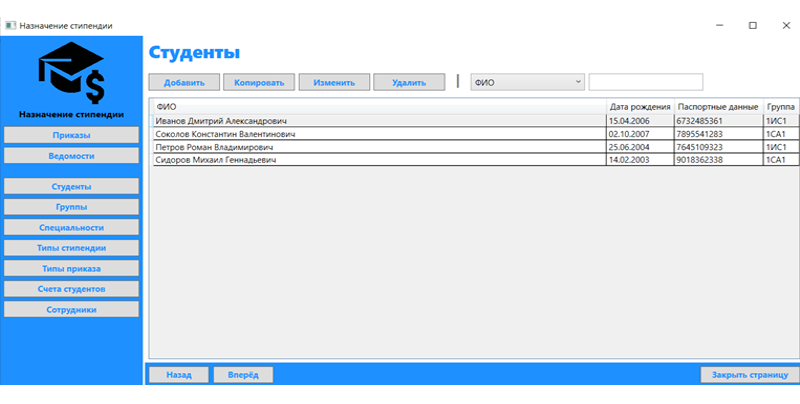 Назначение стипендии
Назначение стипендии
Приказы
Ведомости
Студенты
Группы
Специальности
Типы стипендии
Типы приказа
Счета студентов
Сотрудники
Студенты
Добавить Копировать Изменить Удалить | ФИО
ФИО Дата рождения Паспортные данные Группа
Иванов Дмитрий Александрович 15.04.2006 6732485361 1ИС1
Соколов Константин Валентинович 02.10.2007 7895541283 1СА1
Петров Роман Владимирович 25.06.2004 7645109323 1ИС1
Сидоров Михаил Геннадьевич 14.02.2003 9018362338 1СА1
Назад Вперёд Закрыть страницу